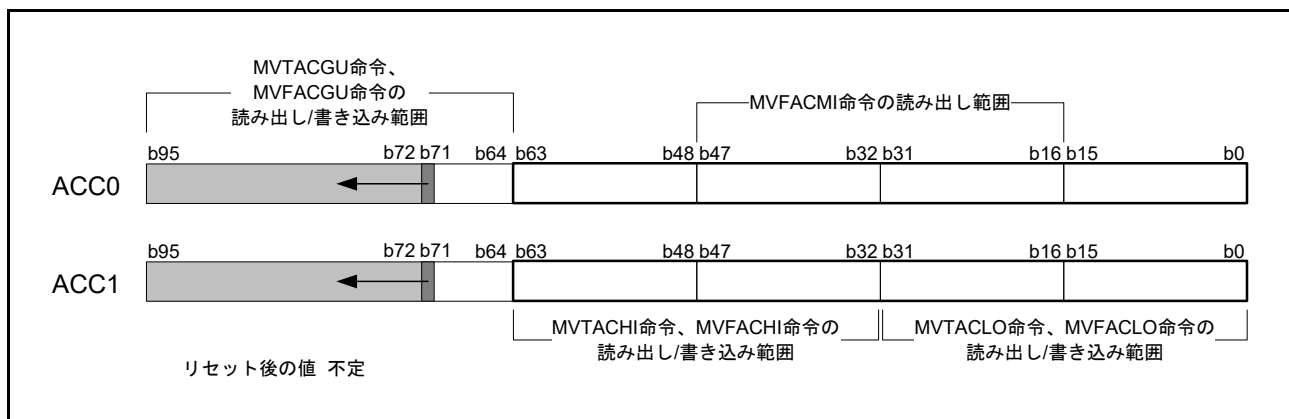 MVTACGU命令、
MVFACGU命令の
読み出し/書き込み範囲
MVFACMI命令の読み出し範囲
b95 b72 b71 b64 b63 b48 b47 b32 b31 b16 b15 b0
ACC0
b95 b72 b71 b64 b63 b48 b47 b32 b31 b16 b15 b0
ACC1
MVTACHI命令、MVFACHI命令の
読み出し/書き込み範囲
MVTACLO命令、MVFACLO命令の
読み出し/書き込み範囲
リセット後の値 不定